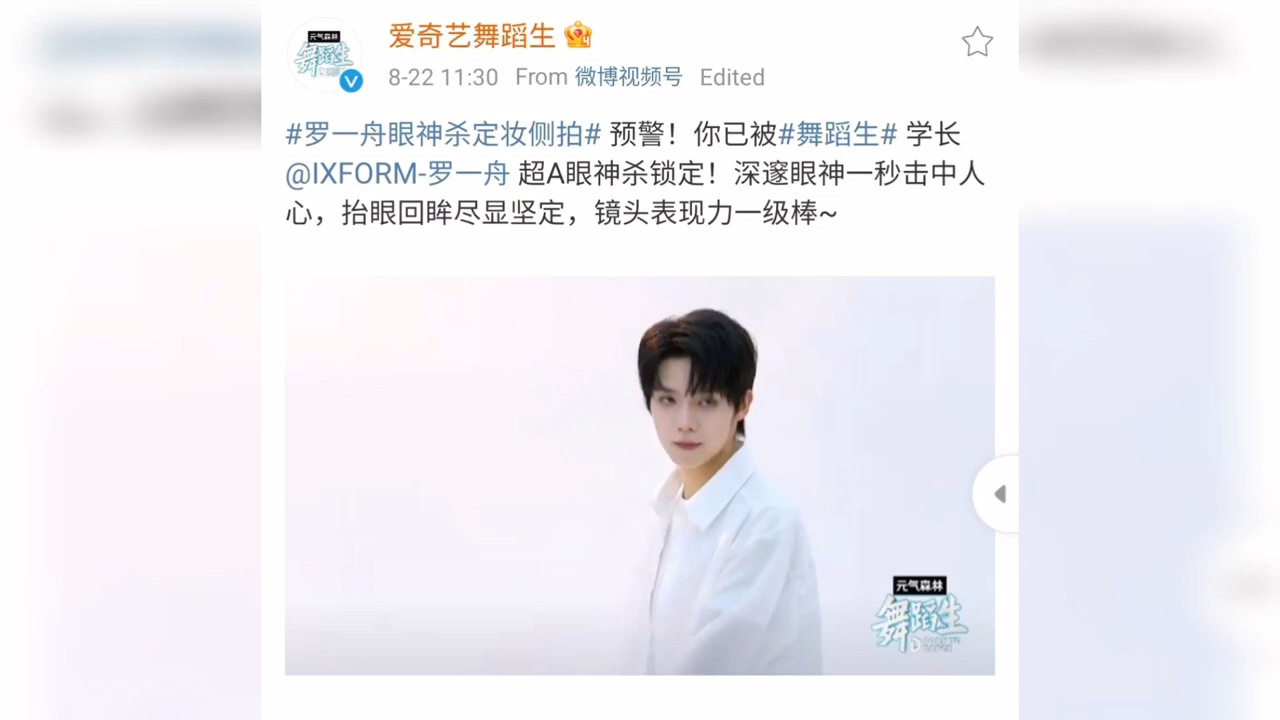 元气森林
舞蹈生
爱奇艺舞蹈生
8-22 11:30 From 微博视频号 Edited
#罗一舟眼神杀定妆侧拍# 预警！你已被#舞蹈生# 学长
@IXFORM-罗一舟 超A眼神杀锁定！深邃眼神一秒击中人
心，抬眼回眸尽显坚定，镜头表现力一级棒~
元气森林
舞蹈生